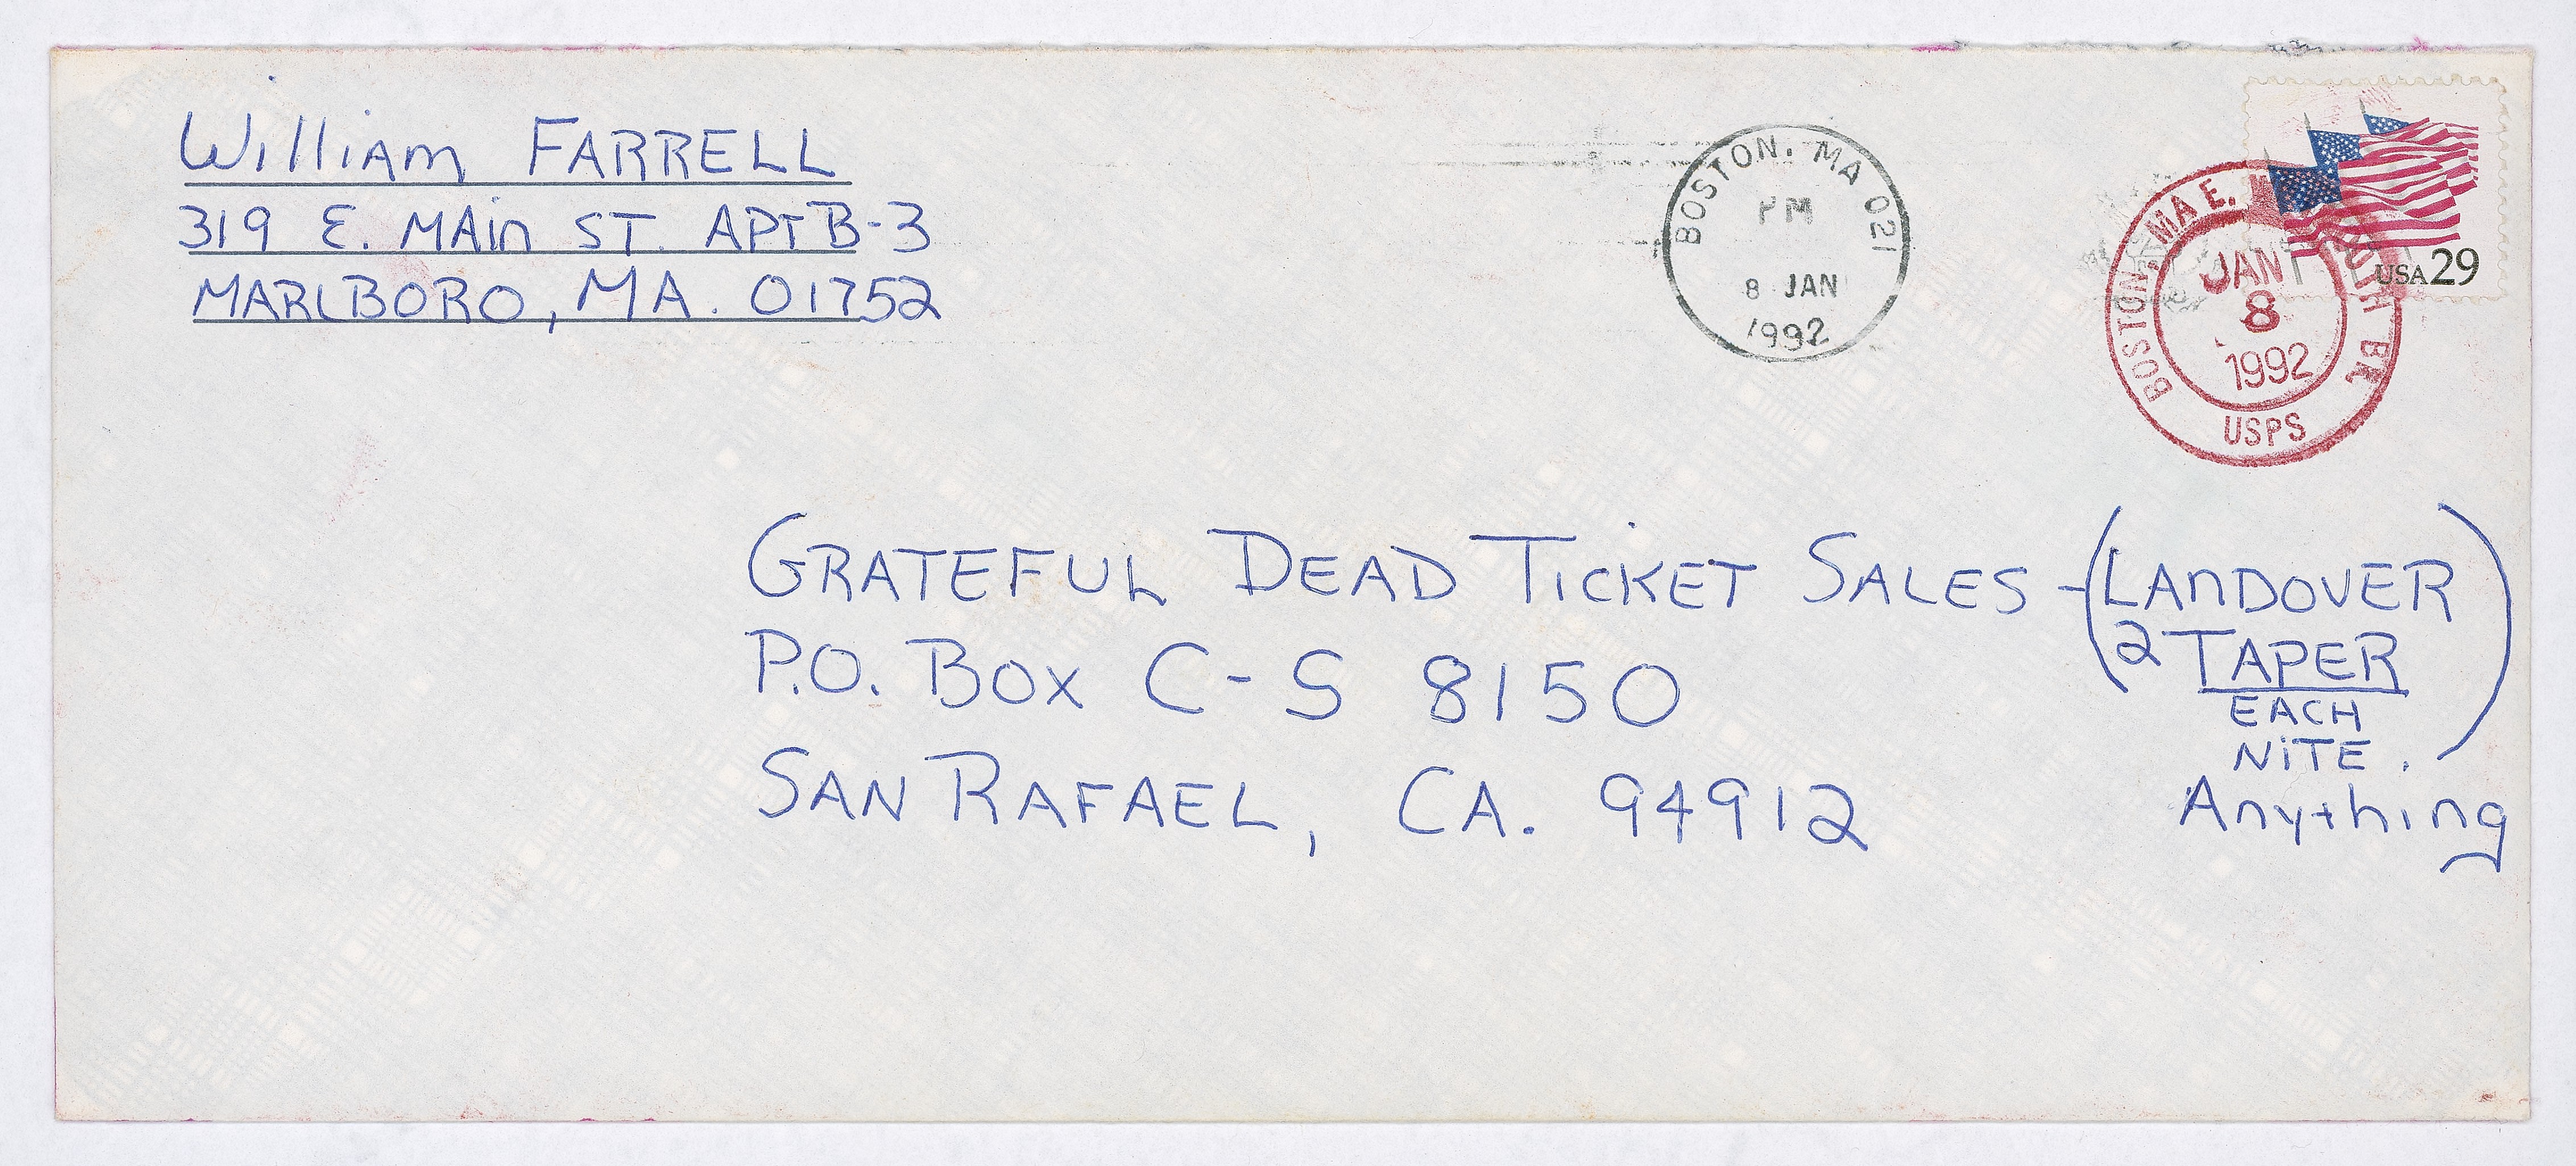 William FARRELL
319 E. MAin ST. APT B-3
MARLBORO, MA. 01752
BOSTON, MA 021
PM
8 JAN
1992
BOSTON, MA E.
JAN
8
1992
USPS
USA 29
GRATEFUL DEAD TICKET SALES - (LAnDOVER
2 TAPER
EACH
NiTE.)
Anything
P.O. BOX C-S 8150
SAN RAFAEL, CA. 94912